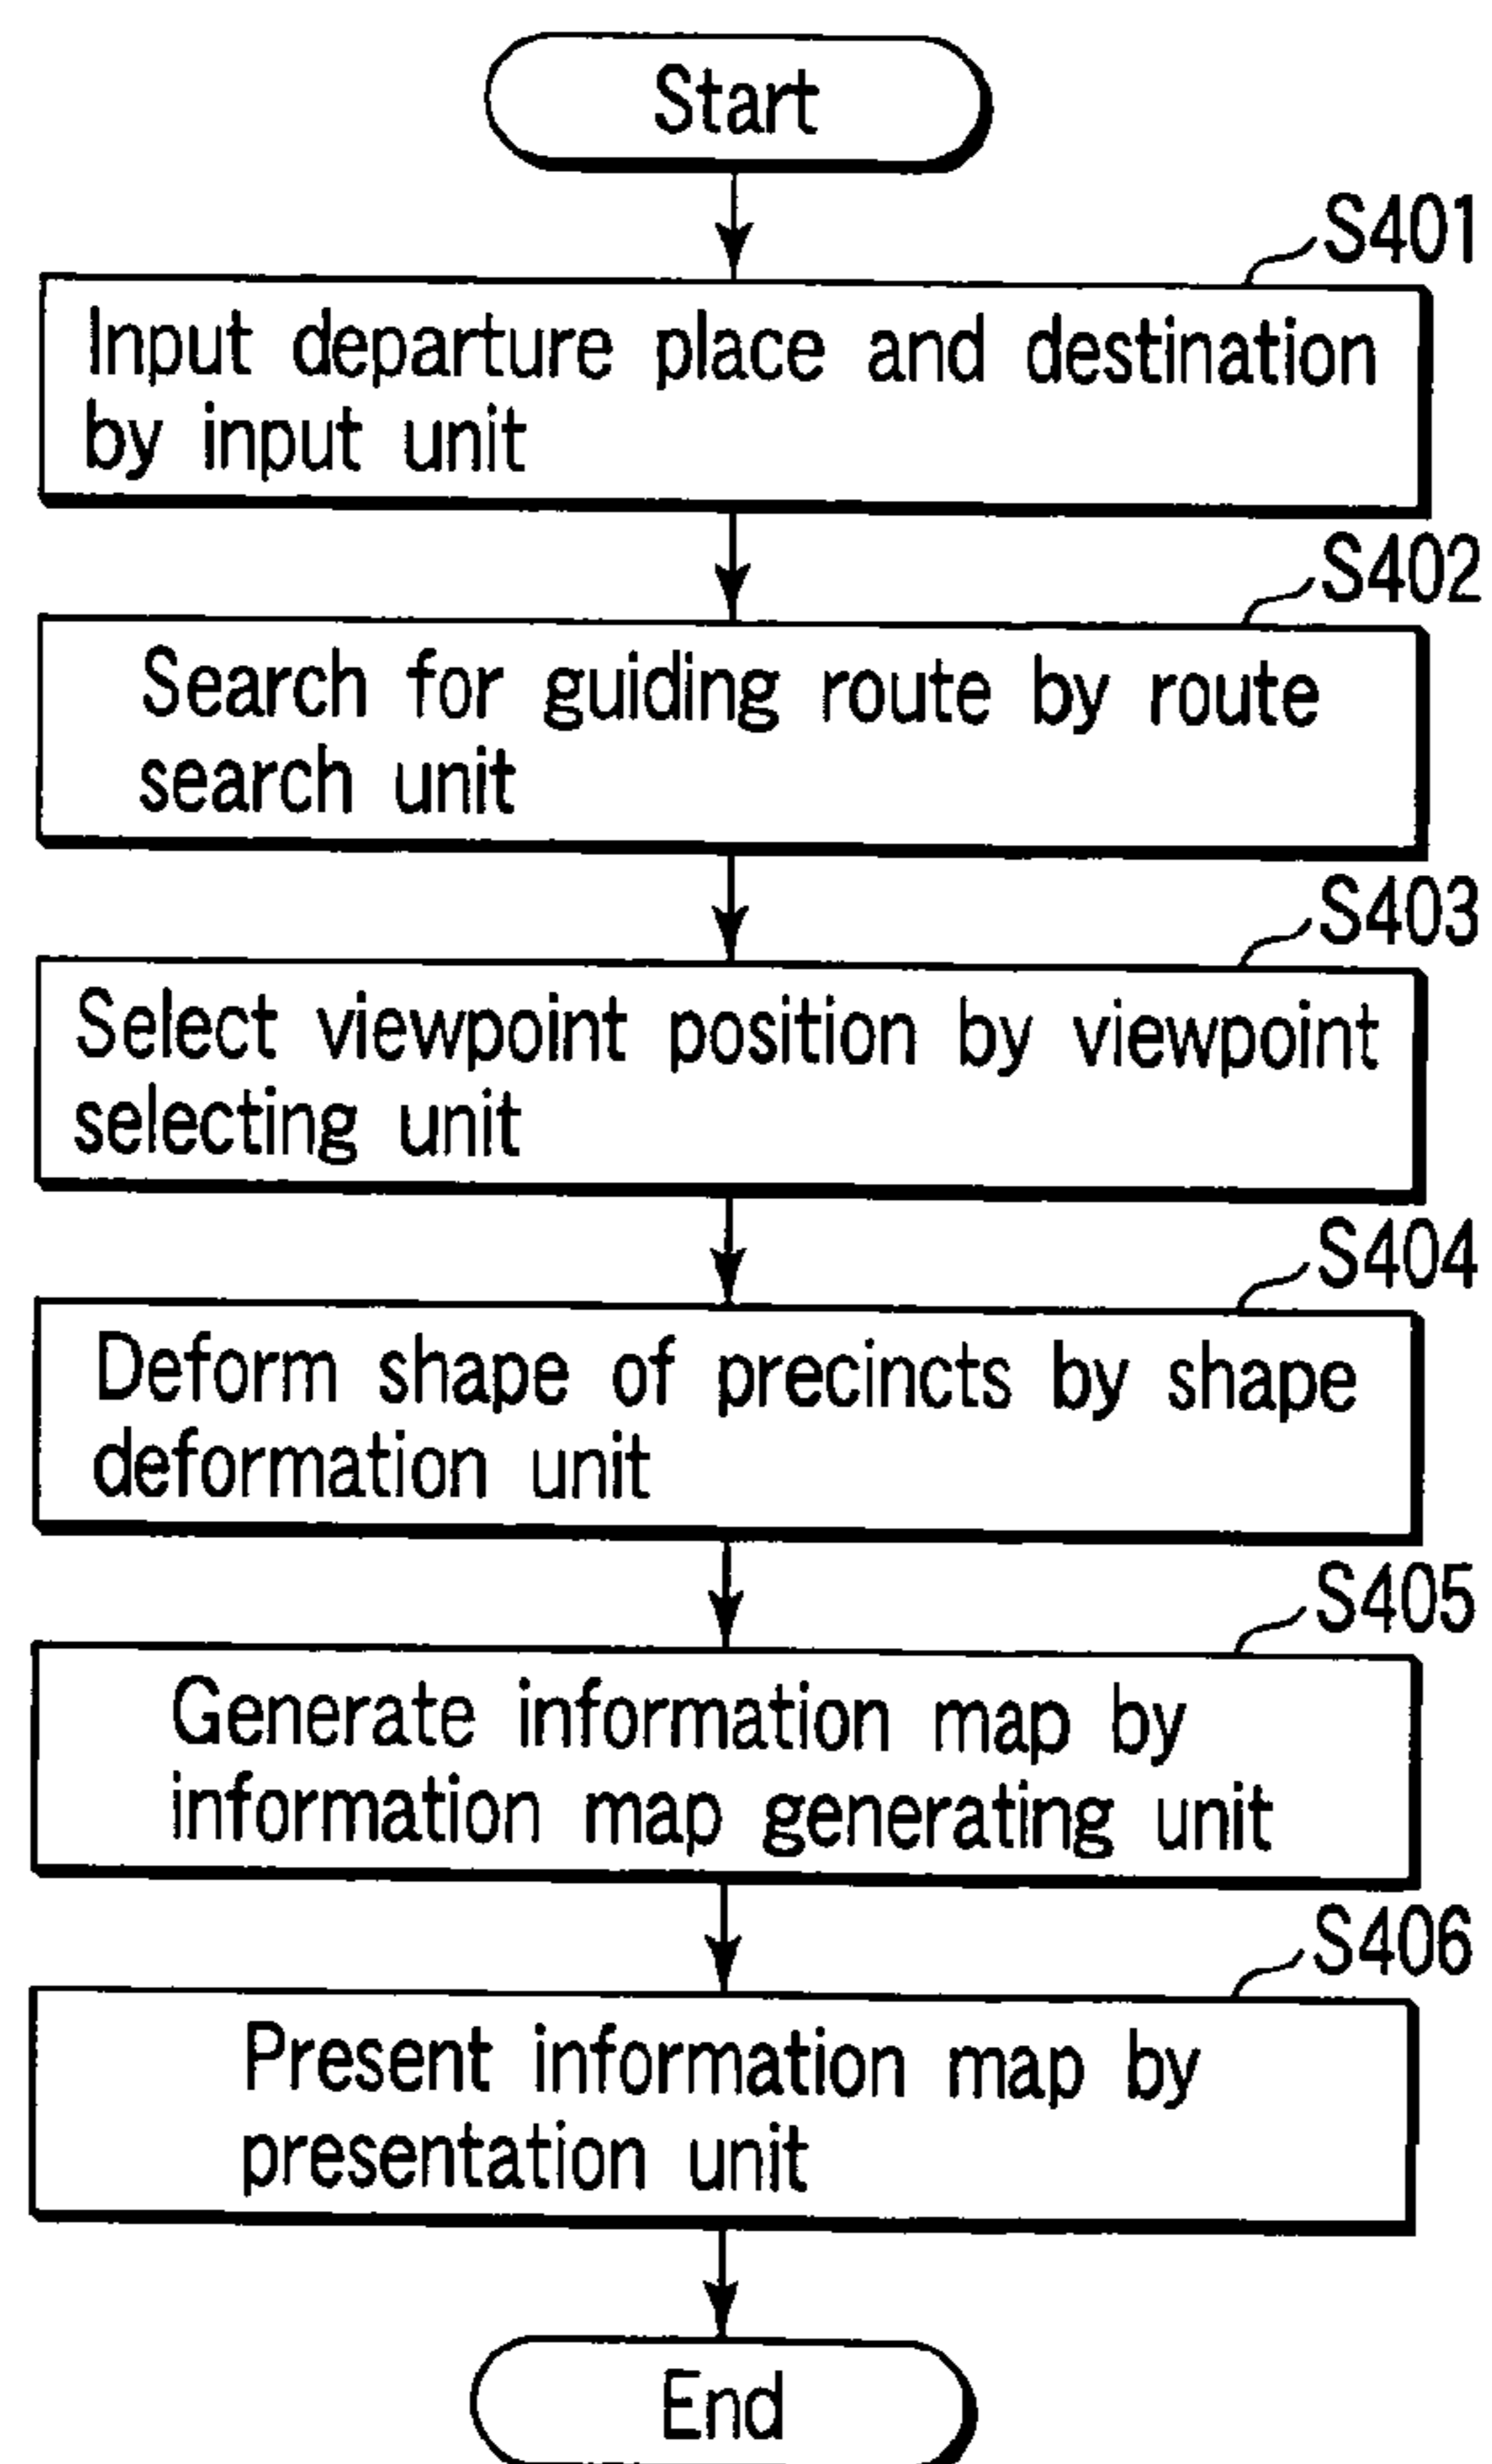 Start
S401
Input departure place and destination
by input unit
S402
Search for guiding route by route
search unit
S403
Select viewpoint position by viewpoint
selecting unit
S404
Deform shape of precincts by shape
deformation unit
S405
Generate information map by
information map generating unit
S406
Present information map by
presentation unit
End